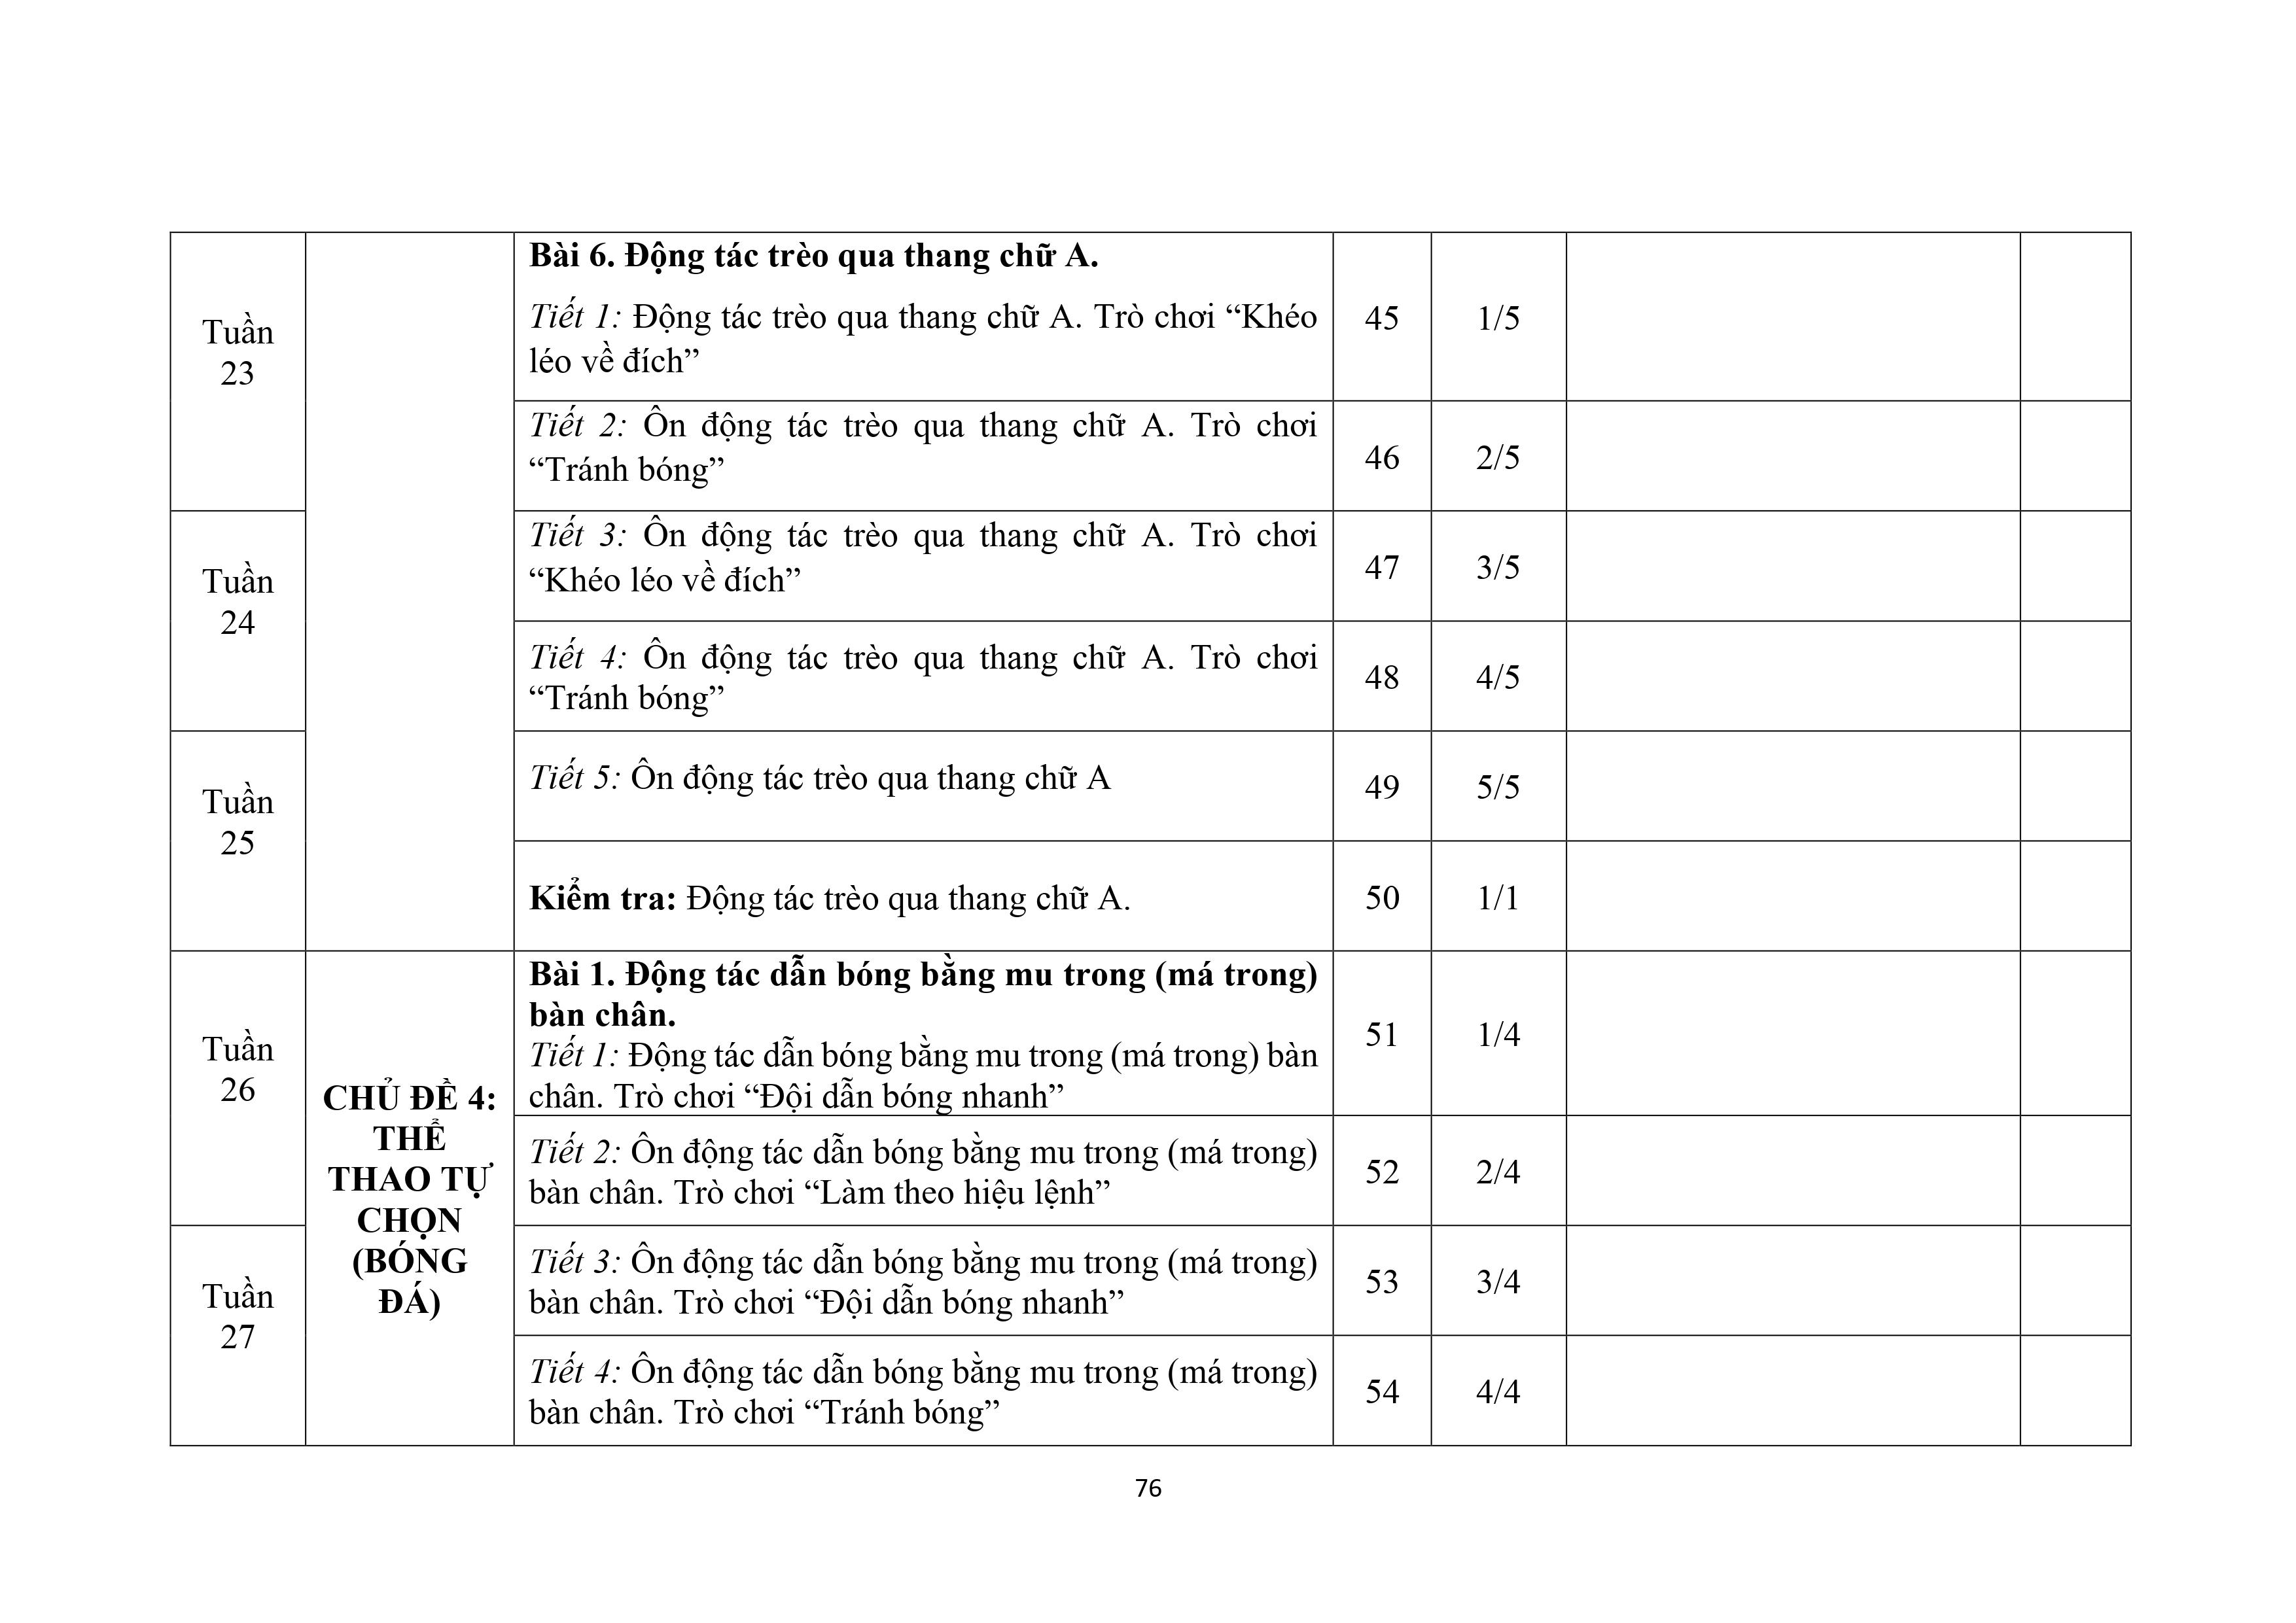 Bài 6. Động tác trèo qua thang chữ A.
Tuần
23
Tiết 1: Động tác trèo qua thang chữ A. Trò chơi “Khéo
léo về đích”
45
1/5
Tiết 2: Ôn động tác trèo qua thang chữ A. Trò chơi
“Tránh bóng”
46
2/5
Tuần
24
Tiết 3: Ôn động tác trèo qua thang chữ A. Trò chơi
“Khéo léo về đích”
47
3/5
Tiết 4: Ôn động tác trèo qua thang chữ A. Trò chơi
“Tránh bóng”
48
4/5
Tuần
25
Tiết 5: Ôn động tác trèo qua thang chữ A
49
5/5
Kiểm tra: Động tác trèo qua thang chữ A.
50
1/1
Tuần
26
CHỦ ĐỀ 4:
THỂ
THAO TỰ
CHỌN
(BÓNG
ĐÁ)
Bài 1. Động tác dẫn bóng bằng mu trong (má trong)
bàn chân.
Tiết 1: Động tác dẫn bóng bằng mu trong (má trong) bàn
chân. Trò chơi “Đội dẫn bóng nhanh”
51
1/4
Tiết 2: Ôn động tác dẫn bóng bằng mu trong (má trong)
bàn chân. Trò chơi “Làm theo hiệu lệnh”
52
2/4
Tuần
27
Tiết 3: Ôn động tác dẫn bóng bằng mu trong (má trong)
bàn chân. Trò chơi “Đội dẫn bóng nhanh”
53
3/4
Tiết 4: Ôn động tác dẫn bóng bằng mu trong (má trong)
bàn chân. Trò chơi “Tránh bóng”
54
4/4
76